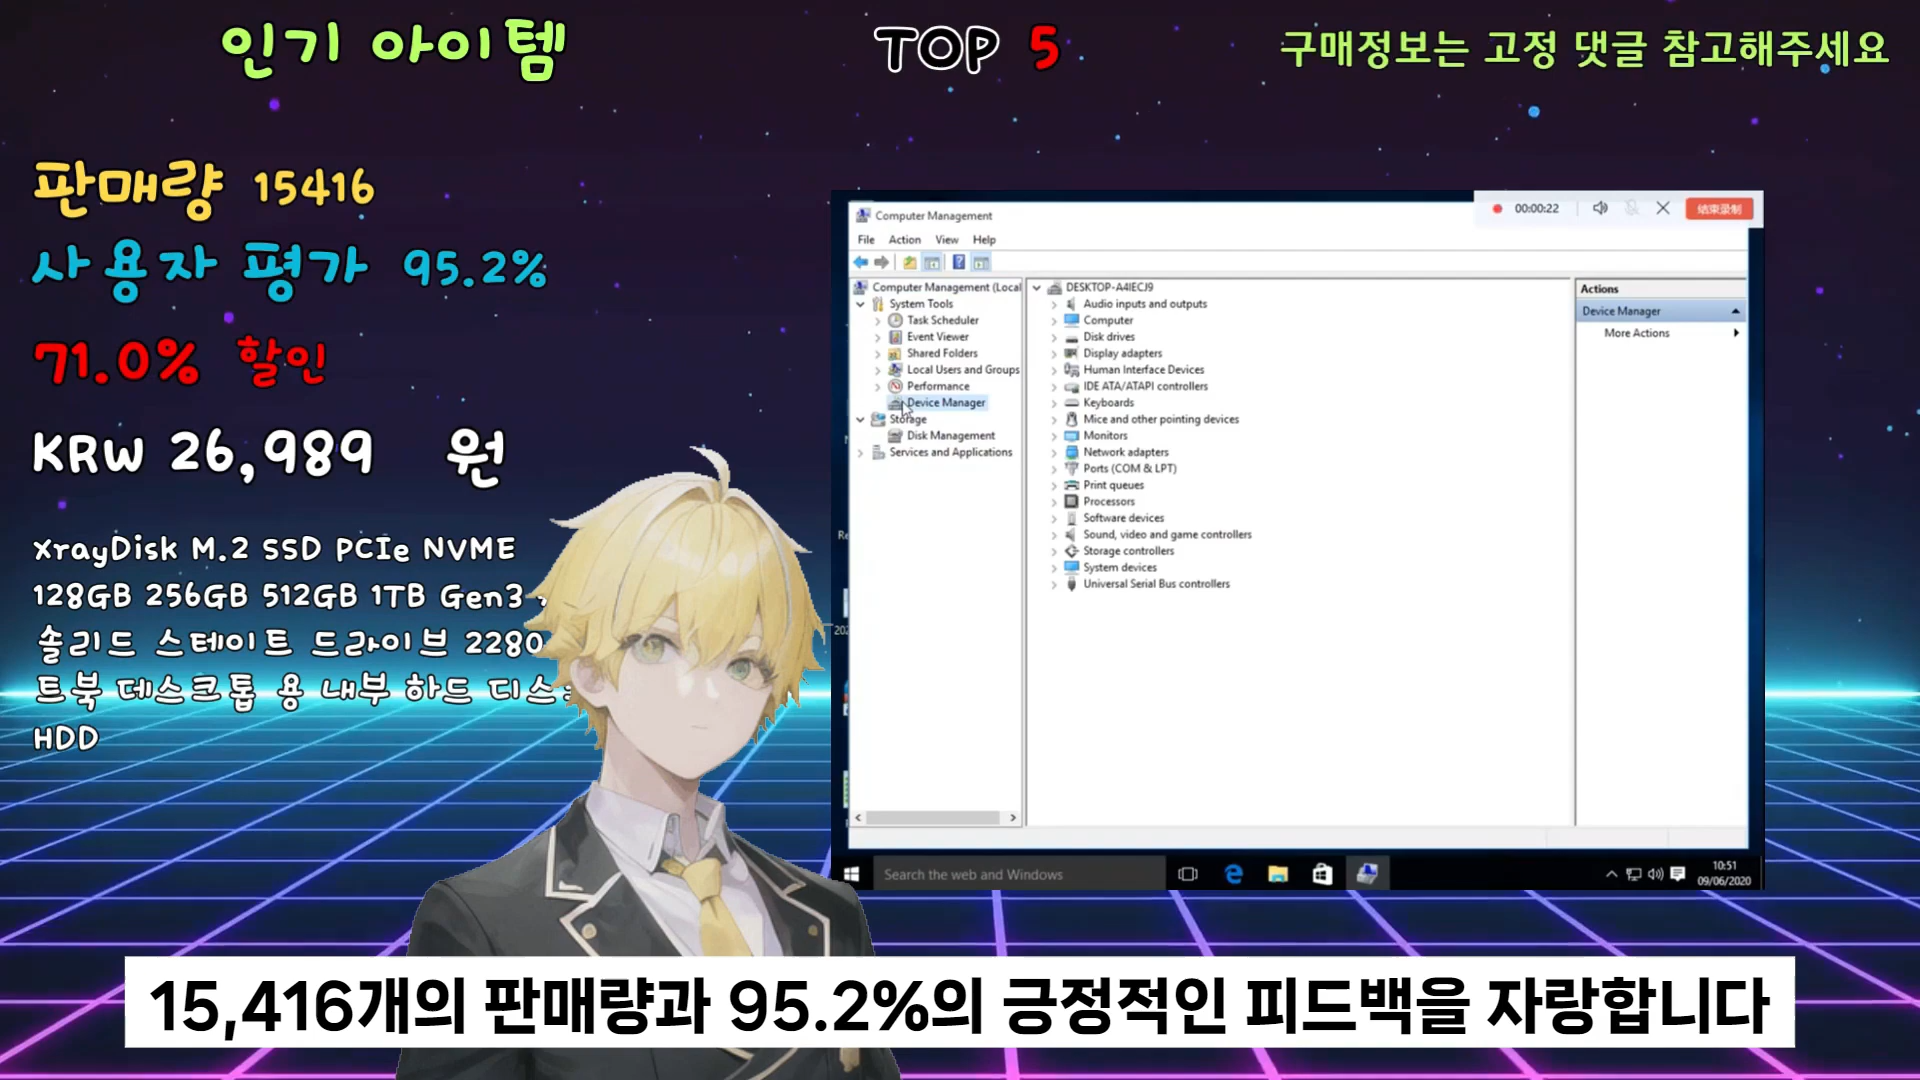 인기 아이템
TOP 5
구매정보는 고정 댓글 참고해주세요
판매량 15416
사용자 평가 95.2%
71.0% 할인
KRW 26,989 원
XrayDisk M.2 SSD PCIe NVME
128GB 256GB 512GB 1TB Gen3
솔리드 스테이트 드라이브 2280
트북 데스크톱 용 내부 하드
HDD
00:00:22
结束录制
Computer Management
File Action View Help
Computer Management (Local
System Tools
Task Scheduler
Event Viewer
Shared Folders
Local Users and Groups
Performance
Device Manager
Storage
Disk Management
Services and Applications
DESKTOP-A4IECJ9
Audio inputs and outputs
Computer
Disk drives
Display adapters
Human Interface Devices
IDE ATA/ATAPI controllers
Keyboards
Mice and other pointing devices
Monitors
Network adapters
Ports (COM & LPT)
Print queues
Processors
Software devices
Sound, video and game controllers
Storage controllers
System devices
Universal Serial Bus controllers
Actions
Device Manager
More Actions
Search the web and Windows
10:51
09/06/2020
15,416개의 판매량과 95.2%의 긍정적인 피드백을 자랑합니다